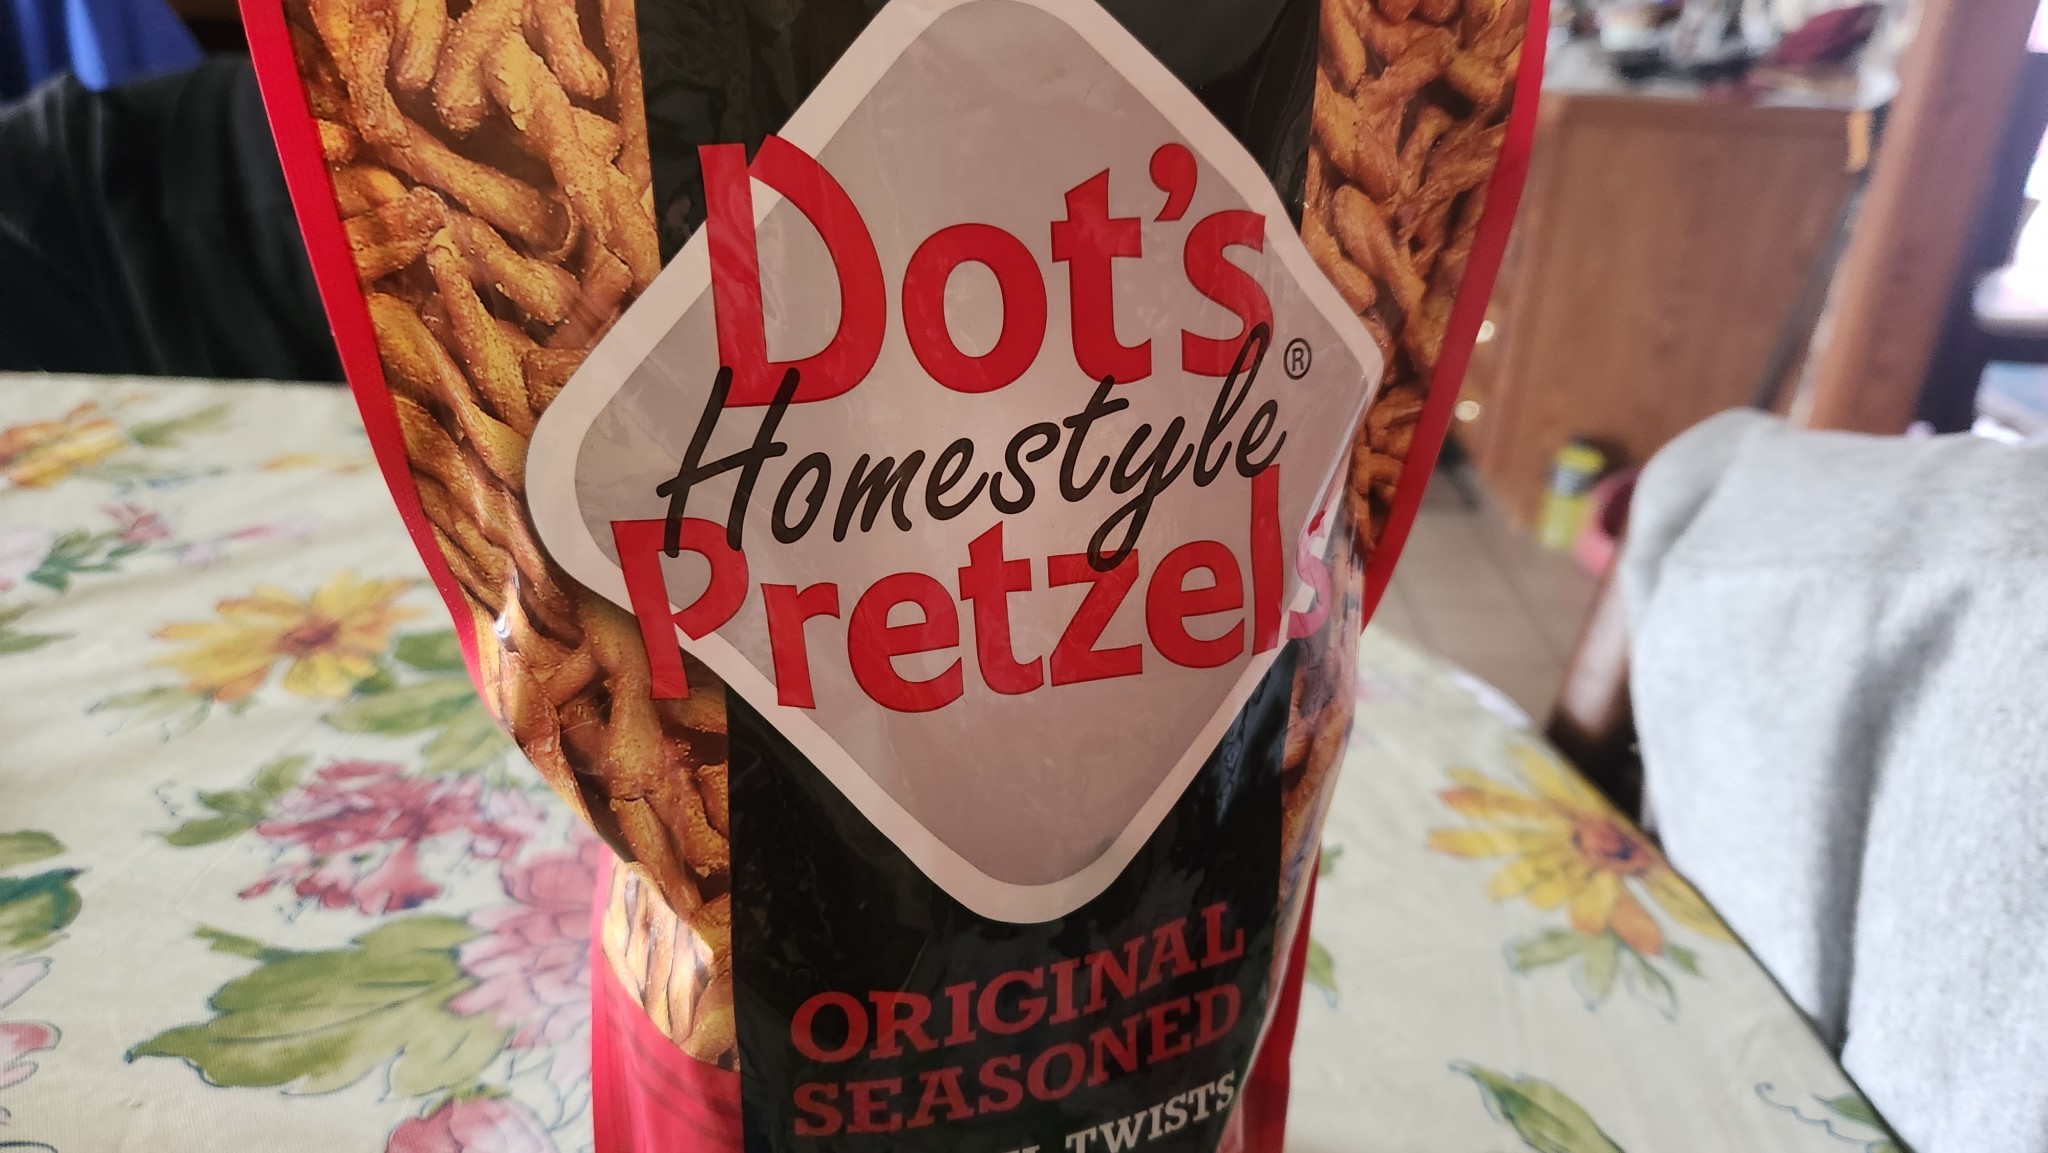 Dot's
Homestyle®
Pretzels
ORIGINAL
SEASONED
TWISTS